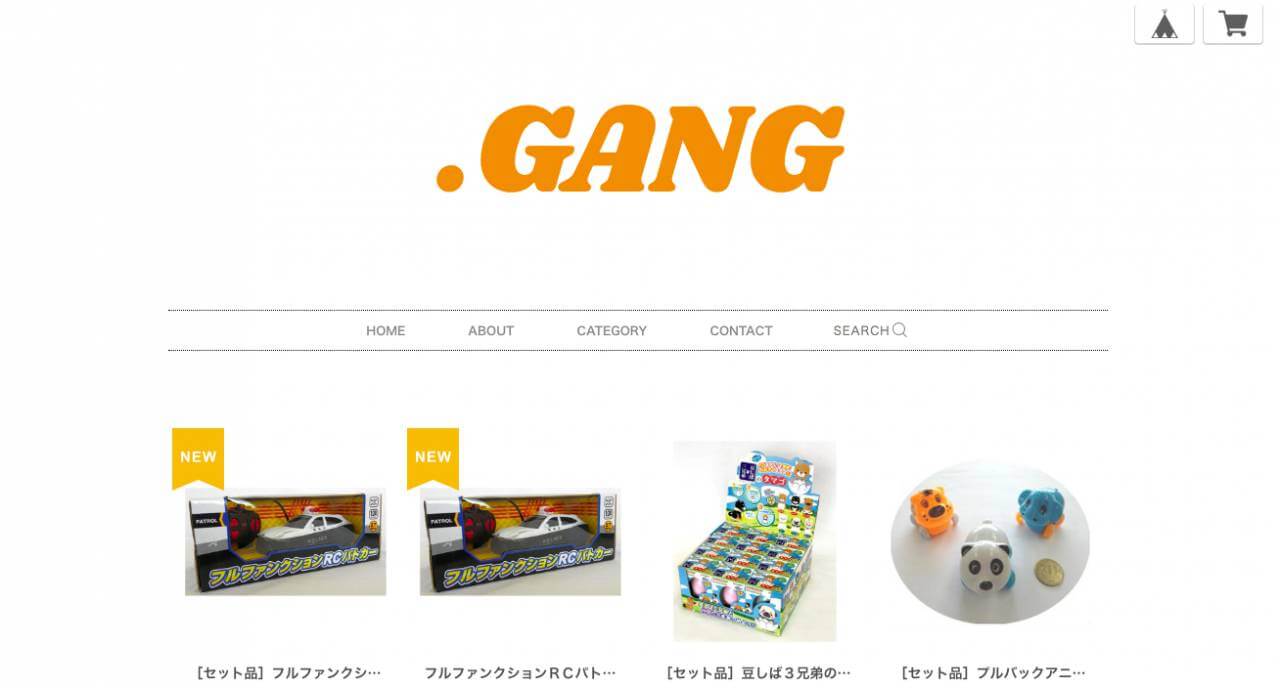 .GANG
HOME
ABOUT
CATEGORY
CONTACT
SEARCH
NEW
NEW
PATROL
フルファンクションRCパトカー
PATROL
フルファンクションRCパトカー
タマゴ
［セット品］フルファンクシ…
フルファンクションＲＣパト…
［セット品］豆しば３兄弟の…
［セット品］プルバックアニ…